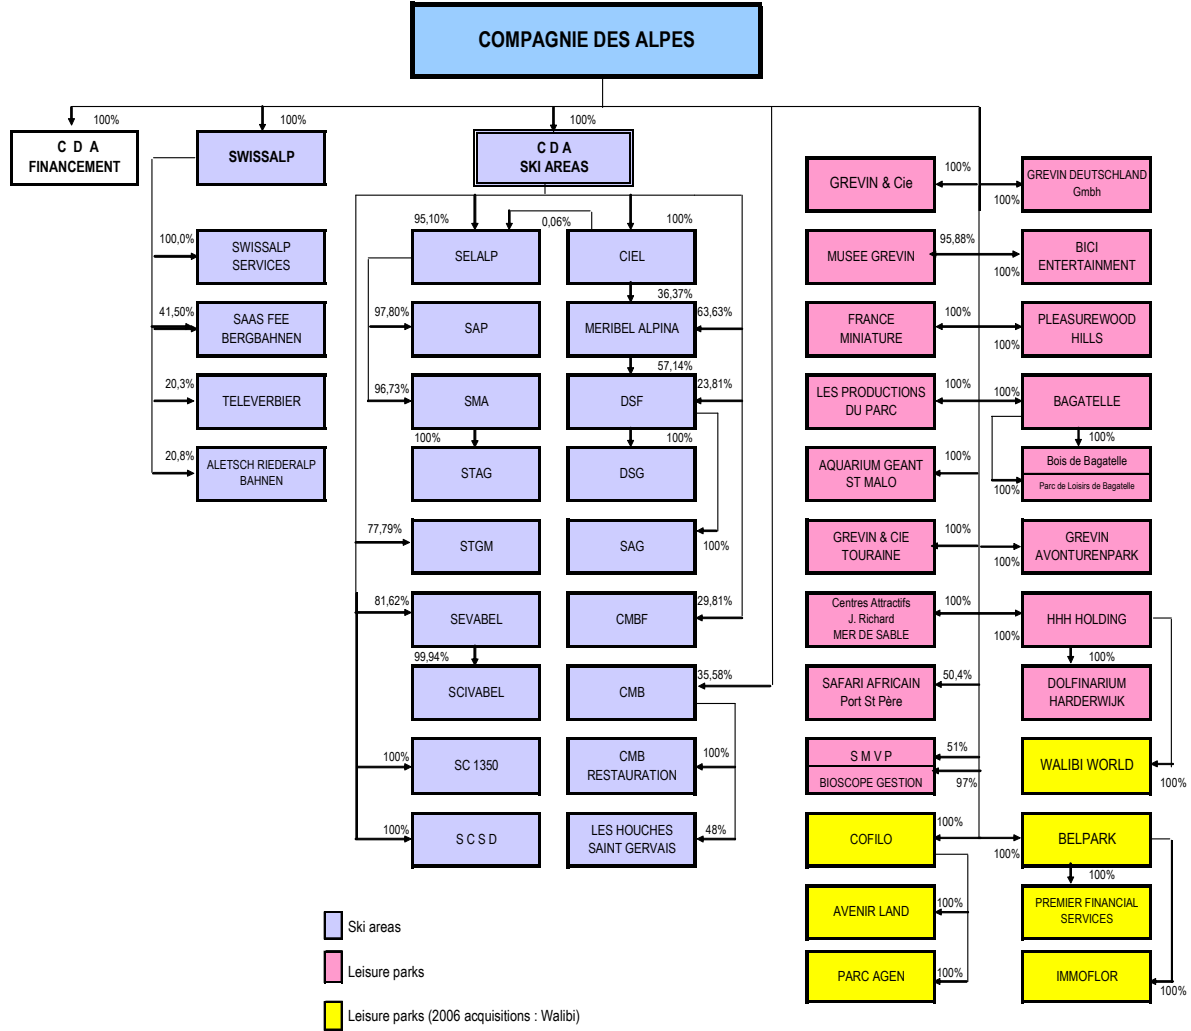 COMPAGNIE DES ALPES
100%
100%
100%
100%
C D A
FINANCEMENT
SWISSALP
C D A
SKI AREAS
GREVIN & Cie
100%
100%
GREVIN DEUTSCHLAND
Gmbh
95,10%
0,06%
100%
100,0%
SWISSALP
SERVICES
SELALP
CIEL
MUSEE GREVIN
95,88%
100%
BICI
ENTERTAINMENT
36,37%
41,50%
SAAS FEE
BERGBAHNEN
97,80%
SAP
MERIBEL ALPINA
63,63%
FRANCE
MINIATURE
100%
100%
PLEASUREWOOD
HILLS
57,14%
20,3%
TELEVERBIER
96,73%
SMA
DSF
23,81%
LES PRODUCTIONS
DU PARC
100%
100%
BAGATELLE
100%
100%
100%
20,8%
ALETSCH RIEDERALP
BAHNEN
STAG
DSG
AQUARIUM GEANT
ST MALO
100%
100%
Bois de Bagatelle
Parc de Loisirs de Bagatelle
77,79%
STGM
SAG
100%
GREVIN & CIE
TOURAINE
100%
100%
GREVIN
AVONTURENPARK
81,62%
SEVABEL
CMBF
29,81%
Centres Attractifs
J. Richard
MER DE SABLE
100%
100%
HHH HOLDING
99,94%
100%
SCIVABEL
CMB
35,58%
SAFARI AFRICAIN
Port St Père
50,4%
DOLFINARIUM
HARDERWIJK
100%
SC 1350
CMB
RESTAURATION
100%
S M V P
BIOSCOPE GESTION
51%
97%
WALIBI WORLD
100%
100%
S C S D
LES HOUCHES
SAINT GERVAIS
48%
COFILO
100%
100%
BELPARK
100%
AVENIR LAND
100%
PREMIER FINANCIAL
SERVICES
PARC AGEN
100%
IMMOFLOR
100%
Ski areas
Leisure parks
Leisure parks (2006 acquisitions : Walibi)